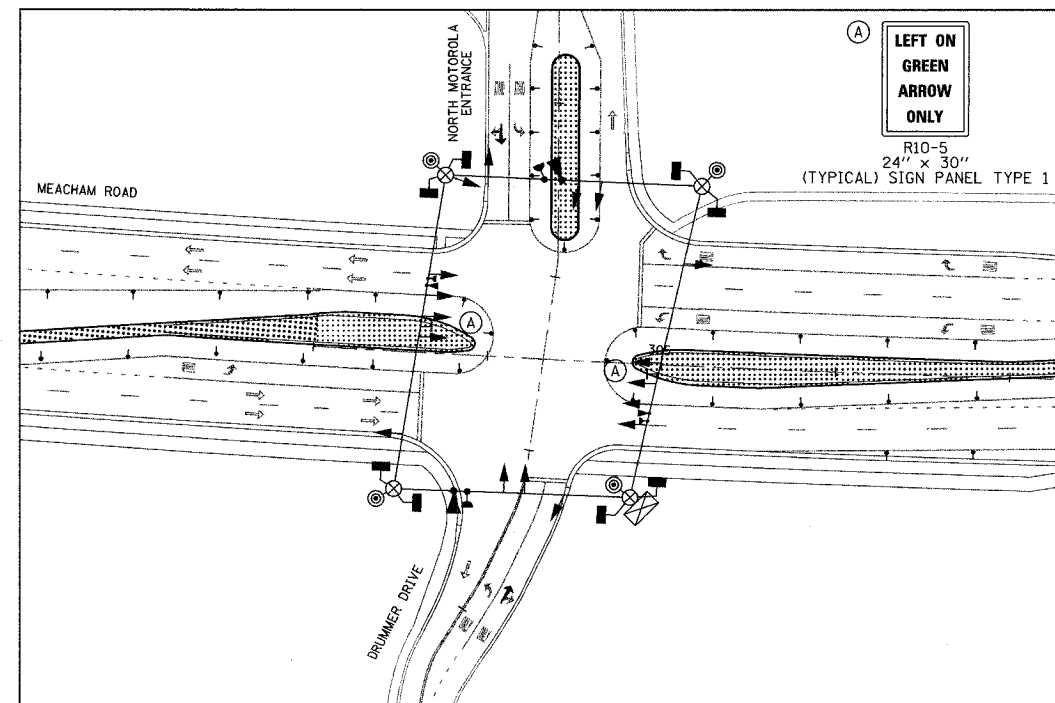 A
LEFT ON
GREEN
ARROW
ONLY
R10-5
24" x 30"
(TYPICAL) SIGN PANEL TYPE 1
NORTH MOTOROLA
ENTRANCE
MEACHAM ROAD
A
A
DRUMMER DRIVE